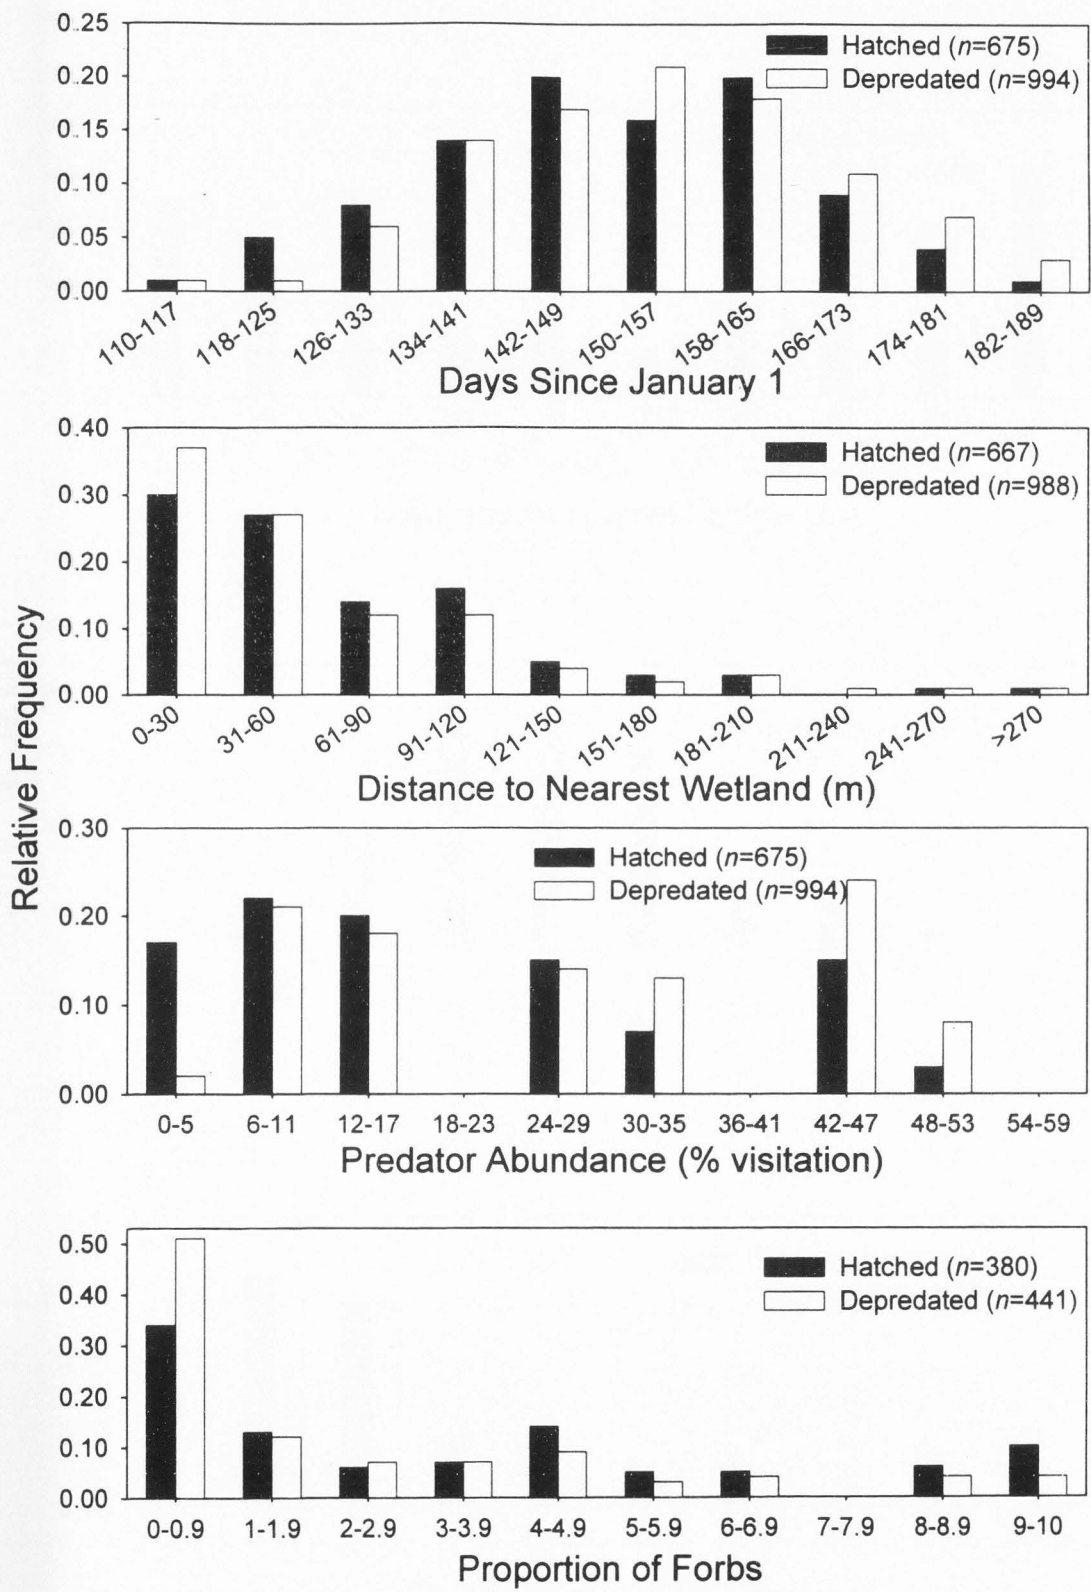 Relative Frequency
0.25
0.20
0.15
0.10
0.05
0.00
Hatched (n=675)
Depredated (n=994)
110-117 118-125 126-133 134-141 142-149 150-157 158-165 166-173 174-181 182-189
Days Since January 1
0.40
0.30
0.20
0.10
0.00
Hatched (n=667)
Depredated (n=988)
0-30 31-60 61-90 91-120 121-150 151-180 181-210 211-240 241-270 >270
Distance to Nearest Wetland (m)
0.30
0.20
0.10
0.00
Hatched (n=675)
Depredated (n=994)
0-5 6-11 12-17 18-23 24-29 30-35 36-41 42-47 48-53 54-59
Predator Abundance (% visitation)
0.50
0.40
0.30
0.20
0.10
0.00
Hatched (n=380)
Depredated (n=441)
0-0.9 1-1.9 2-2.9 3-3.9 4-4.9 5-5.9 6-6.9 7-7.9 8-8.9 9-10
Proportion of Forbs